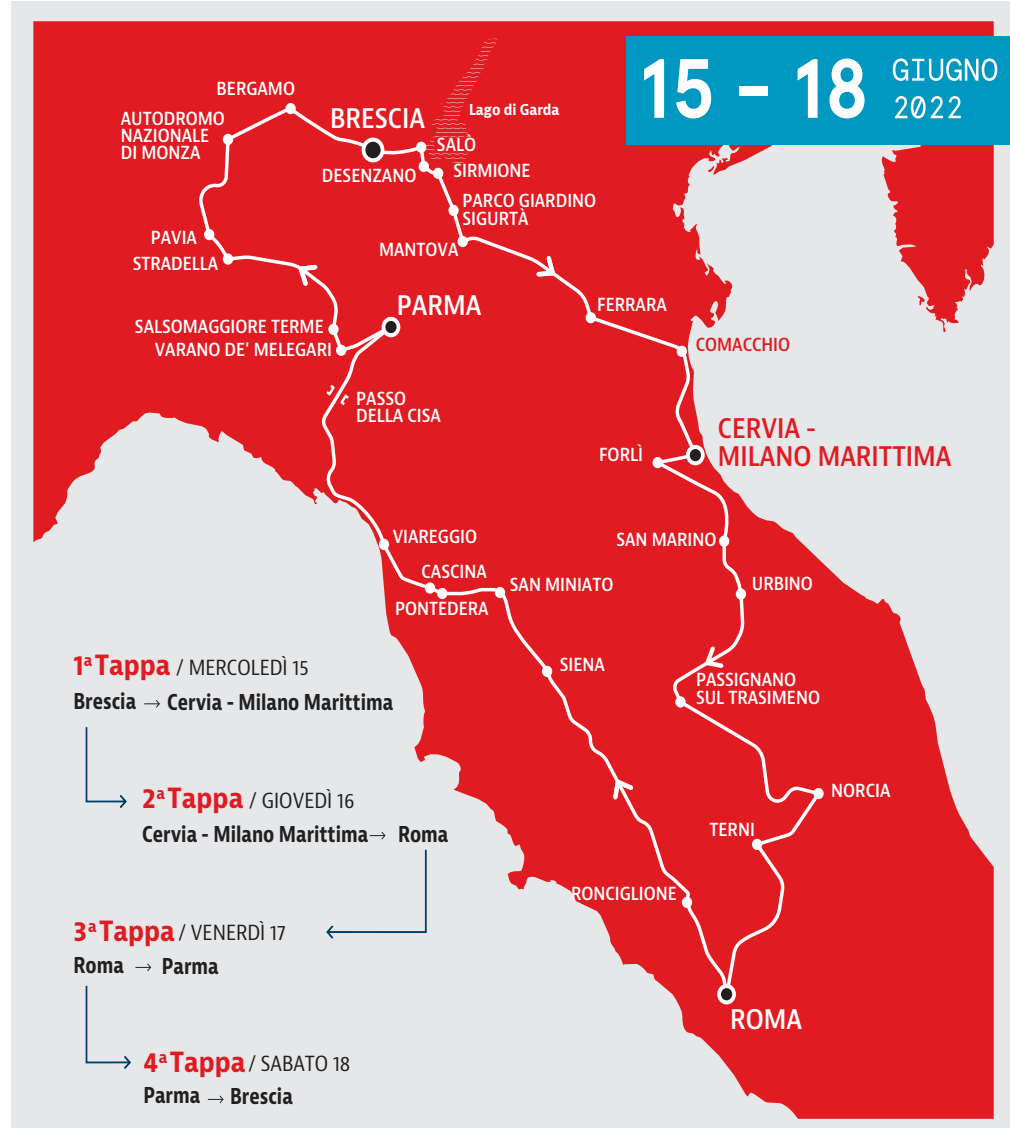 15 – 18 GIUGNO
2022
BERGAMO
Lago di Garda
AUTODROMO
NAZIONALE
DI MONZA
BRESCIA
SALÒ
DESENZANO
SIRMIONE
PARCO GIARDINO
SIGURTÀ
PAVIA
MANTOVA
STRADELLA
PARMA
FERRARA
SALSOMAGGIORE TERME
VARANO DE' MELEGARI
COMACCHIO
PASSO
DELLA CISA
CERVIA -
MILANO MARITTIMA
FORLÌ
VIAREGGIO
SAN MARINO
CASCINA
SAN MINIATO
URBINO
PONTEDERA
SIENA
PASSIGNANO
SUL TRASIMENO
NORCIA
TERNI
RONCIGLIONE
ROMA
1ª Tappa / MERCOLEDÌ 15
Brescia → Cervia - Milano Marittima
2ª Tappa / GIOVEDÌ 16
Cervia - Milano Marittima → Roma
3ª Tappa / VENERDÌ 17
Roma → Parma
4ª Tappa / SABATO 18
Parma → Brescia